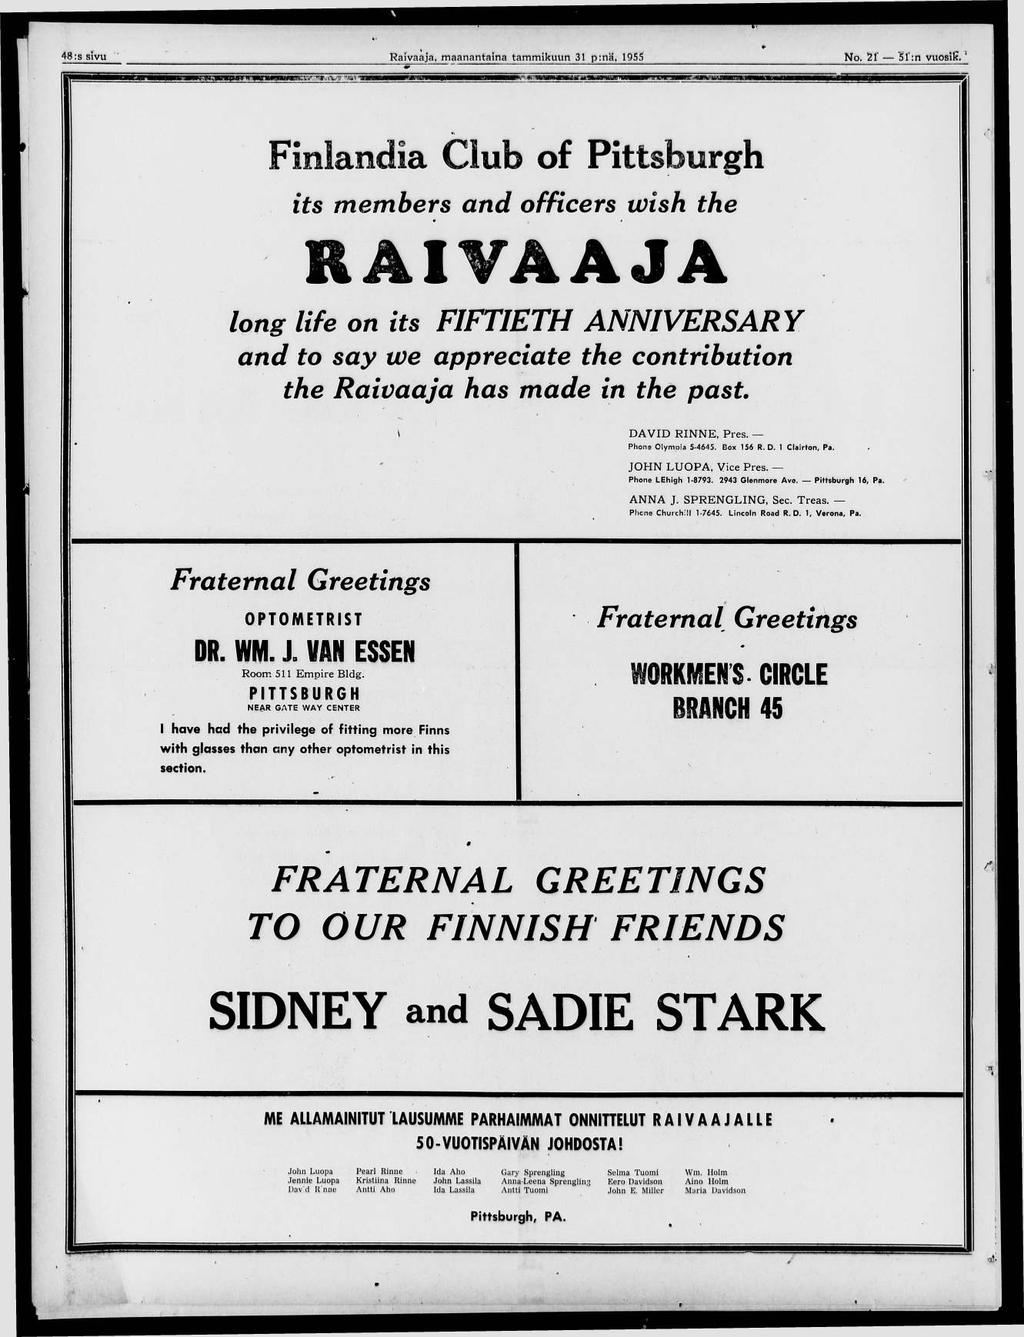 48:s sivu
Raivaaja, maanantaina tammikuun 31 p:nä, 1955
No. 21 — 51:n vuosik.
Finlandia Club of Pittsburgh
its members and officers wish the
RAIVAAJA
long life on its FIFTIETH ANNIVERSARY
and to say we appreciate the contribution
the Raivaaja has made in the past.
DAVID RINNE, Pres. —
Phone Olympia 5-4645. Box 156 R. D. 1 Clairton, Pa.
JOHN LUOPA, Vice Pres. —
Phone LEhigh 1-8793. 2943 Glenmore Ave. — Pittsburgh 16, Pa.
ANNA J. SPRENGLING, Sec. Treas. —
Phone Churchill 1-7645. Lincoln Road R. D. 1, Verona, Pa.
Fraternal Greetings
OPTOMETRIST
DR. WM. J. VAN ESSEN
Room 511 Empire Bldg.
PITTSBURGH
NEAR GATE WAY CENTER
I have had the privilege of fitting more Finns
with glasses than any other optometrist in this
section.
Fraternal Greetings
WORKMEN'S CIRCLE
BRANCH 45
FRATERNAL GREETINGS
TO OUR FINNISH FRIENDS
SIDNEY and SADIE STARK
ME ALLAMAINITUT LAUSUMME PARHAIMMAT ONNITTELUT RAIVAAJALLE
50-VUOTISPÄIVÄN JOHDOSTA!
John Luopa Pearl Rinne Ida Aho Gary Sprengling Selma Tuomi Wm. Holm
Jennie Luopa Kristiina Rinne John Lassila Anna-Leena Sprengling Eero Davidson Aino Holm
David Rinne Antti Aho Ida Lassila Antti Tuomi John E. Miller Maria Davidson
Pittsburgh, PA.